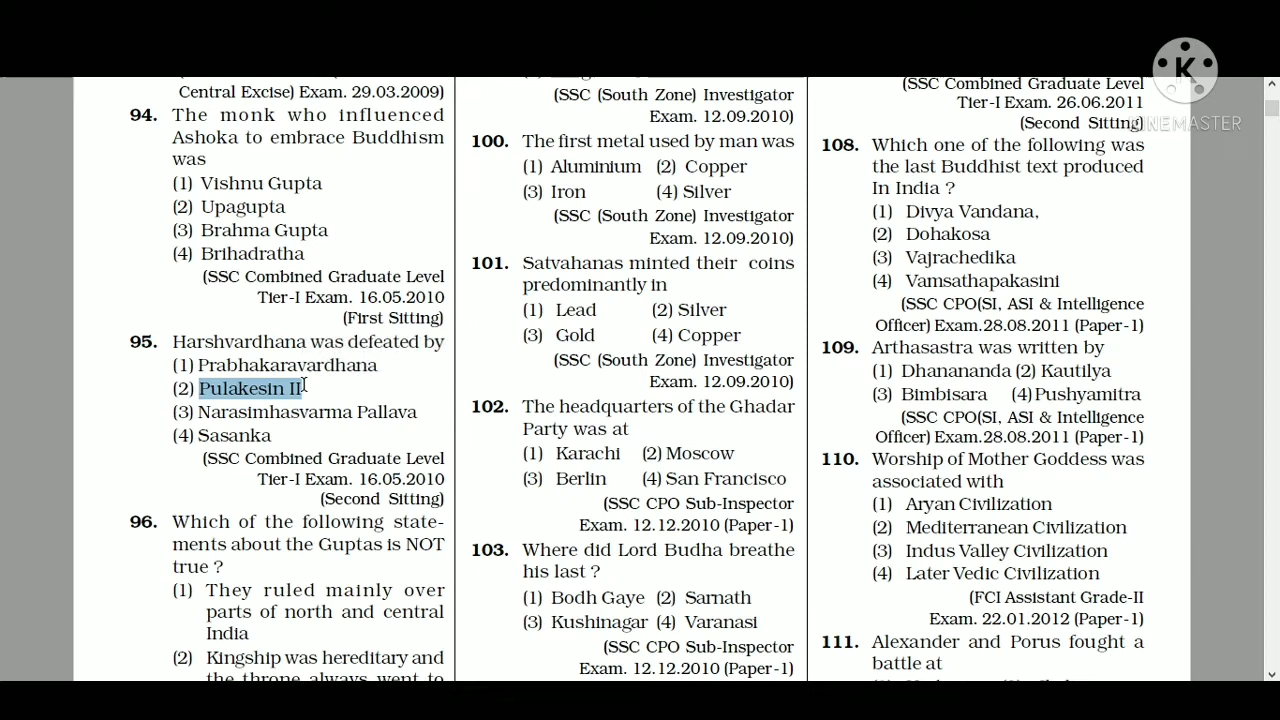 Central Excise) Exam. 29.03.2009)
94. The monk who influenced
Ashoka to embrace Buddhism
was
(1) Vishnu Gupta
(2) Upagupta
(3) Brahma Gupta
(4) Brihadratha
(SSC Combined Graduate Level
Tier-I Exam. 16.05.2010
(First Sitting)
95. Harshvardhana was defeated by
(1) Prabhakaravardhana
(2) Pulakesin II
(3) Narasimhasvarma Pallava
(4) Sasanka
(SSC Combined Graduate Level
Tier-I Exam. 16.05.2010
(Second Sitting)
96. Which of the following state-
ments about the Guptas is NOT
true ?
(1) They ruled mainly over
parts of north and central
India
(2) Kingship was hereditary and
the throne always went to
(SSC (South Zone) Investigator
Exam. 12.09.2010)
100. The first metal used by man was
(1) Aluminium (2) Copper
(3) Iron (4) Silver
(SSC (South Zone) Investigator
Exam. 12.09.2010)
101. Satvahanas minted their coins
predominantly in
(1) Lead (2) Silver
(3) Gold (4) Copper
(SSC (South Zone) Investigator
Exam. 12.09.2010)
102. The headquarters of the Ghadar
Party was at
(1) Karachi (2) Moscow
(3) Berlin (4) San Francisco
(SSC CPO Sub-Inspector
Exam. 12.12.2010 (Paper-1)
103. Where did Lord Budha breathe
his last ?
(1) Bodh Gaye (2) Sarnath
(3) Kushinagar (4) Varanasi
(SSC CPO Sub-Inspector
Exam. 12.12.2010 (Paper-1)
(SSC Combined Graduate Level
Tier-I Exam. 26.06.2011
(Second Sitting)
108. Which one of the following was
the last Buddhist text produced
In India ?
(1) Divya Vandana,
(2) Dohakosa
(3) Vajrachedika
(4) Vamsathapakasini
(SSC CPO(SI, ASI & Intelligence
Officer) Exam.28.08.2011 (Paper-1)
109. Arthasastra was written by
(1) Dhanananda (2) Kautilya
(3) Bimbisara (4) Pushyamitra
(SSC CPO(SI, ASI & Intelligence
Officer) Exam.28.08.2011 (Paper-1)
110. Worship of Mother Goddess was
associated with
(1) Aryan Civilization
(2) Mediterranean Civilization
(3) Indus Valley Civilization
(4) Later Vedic Civilization
(FCI Assistant Grade-II
Exam. 22.01.2012 (Paper-1)
111. Alexander and Porus fought a
battle at
K
KINEMASTER